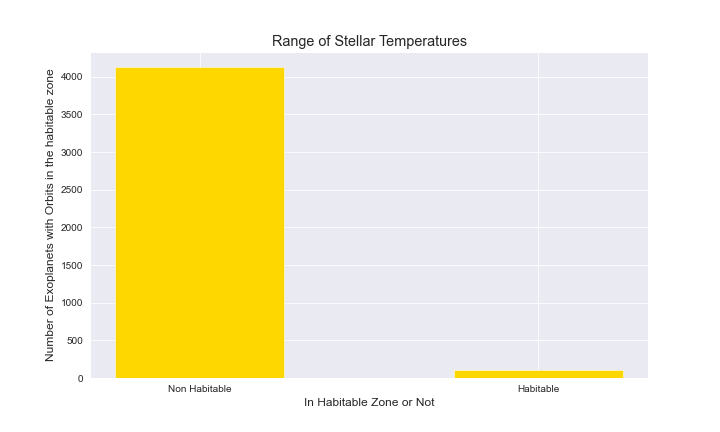 Range of Stellar Temperatures
Number of Exoplanets with Orbits in the habitable zone
4000
3500
3000
2500
2000
1500
1000
500
0
Non Habitable
Habitable
In Habitable Zone or Not